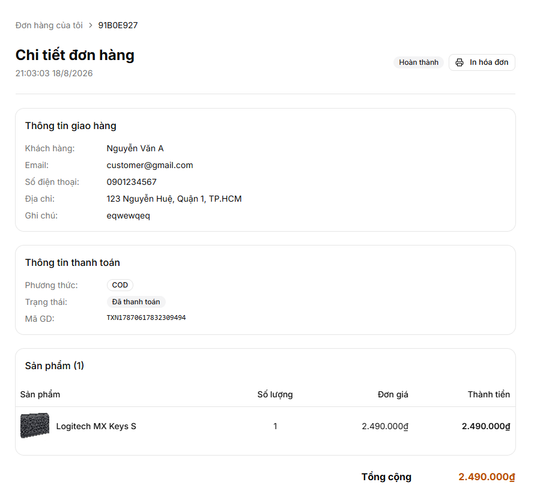 Đơn hàng của tôi > 91B0E927
Chi tiết đơn hàng
21:03:03 18/8/2026
Hoàn thành
In hóa đơn
Thông tin giao hàng
Khách hàng: Nguyễn Văn A
Email: customer@gmail.com
Số điện thoại: 0901234567
Địa chỉ: 123 Nguyễn Huệ, Quận 1, TP.HCM
Ghi chú: eqwewqeq
Thông tin thanh toán
Phương thức: COD
Trạng thái: Đã thanh toán
Mã GD: TXN17870617832309494
Sản phẩm (1)
Sản phẩm Số lượng Đơn giá Thành tiền
Logitech MX Keys S 1 2.490.000₫ 2.490.000₫
Tổng cộng 2.490.000₫